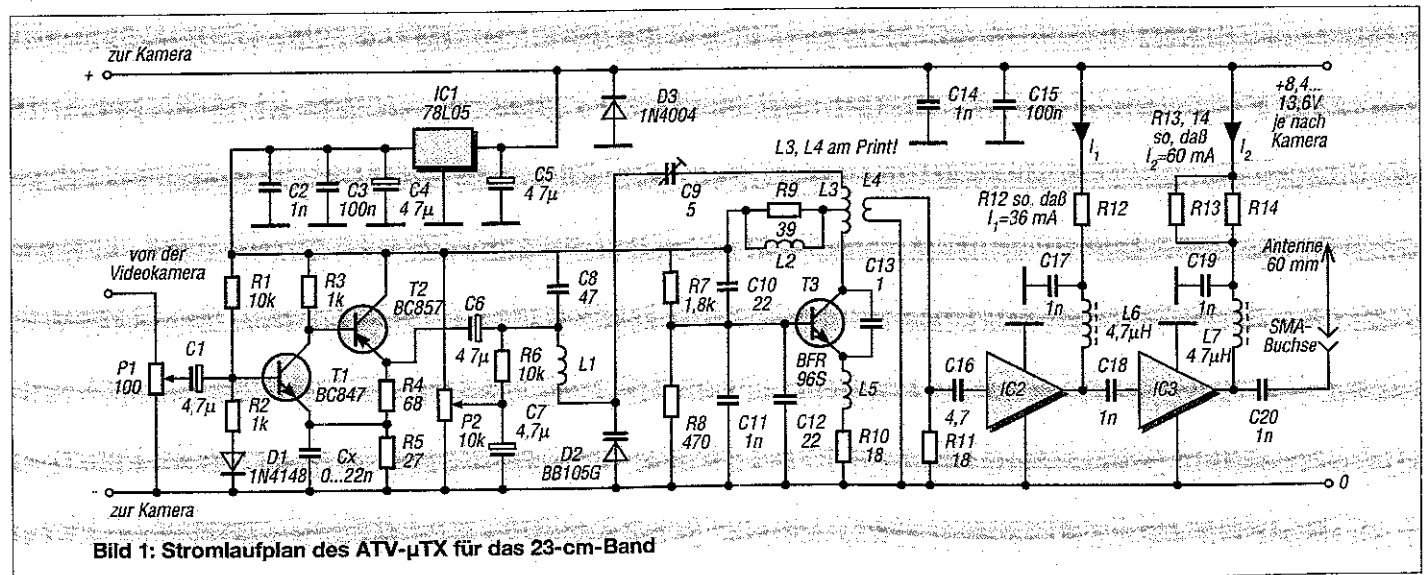 zur Kamera
+
IC1
78L05
D3
1N4004
C14
1n
C15
100n
+8,4...
13,6V
je nach
Kamera
R13, 14
so, daß
I2=60 mA
I1
I2
L3, L4 am Print!
C2
1n
C3
100n
C4
4 7µ
C5
4 7µ
C9
5
R9
39
L2
L3
L4
R12 so, daß
I1=36 mA
R12
R13
R14
von der
Videokamera
R1
10k
R3
1k
T2
BC857
C6
4 7µ
C8
47
R7
1,8k
C10
22
T3
BFR
96S
C13
1
C17
1n
C19
1n
Antenne
60 mm
L6
4,7µH
L7
4 7µH
SMA-
Buchse
P1
100
C1
4,7µ
T1
BC847
R2
1k
R4
68
R6
10k
L1
P2
10k
C7
4,7µ
R5
27
D1
1N4148
Cx
0...22n
D2
BB105G
R8
470
C11
1n
C12
22
L5
R10
18
C16
4,7
R11
18
IC2
C18
1n
IC3
C20
1n
zur Kamera
0
Bild 1: Stromlaufplan des ATV-µTX für das 23-cm-Band